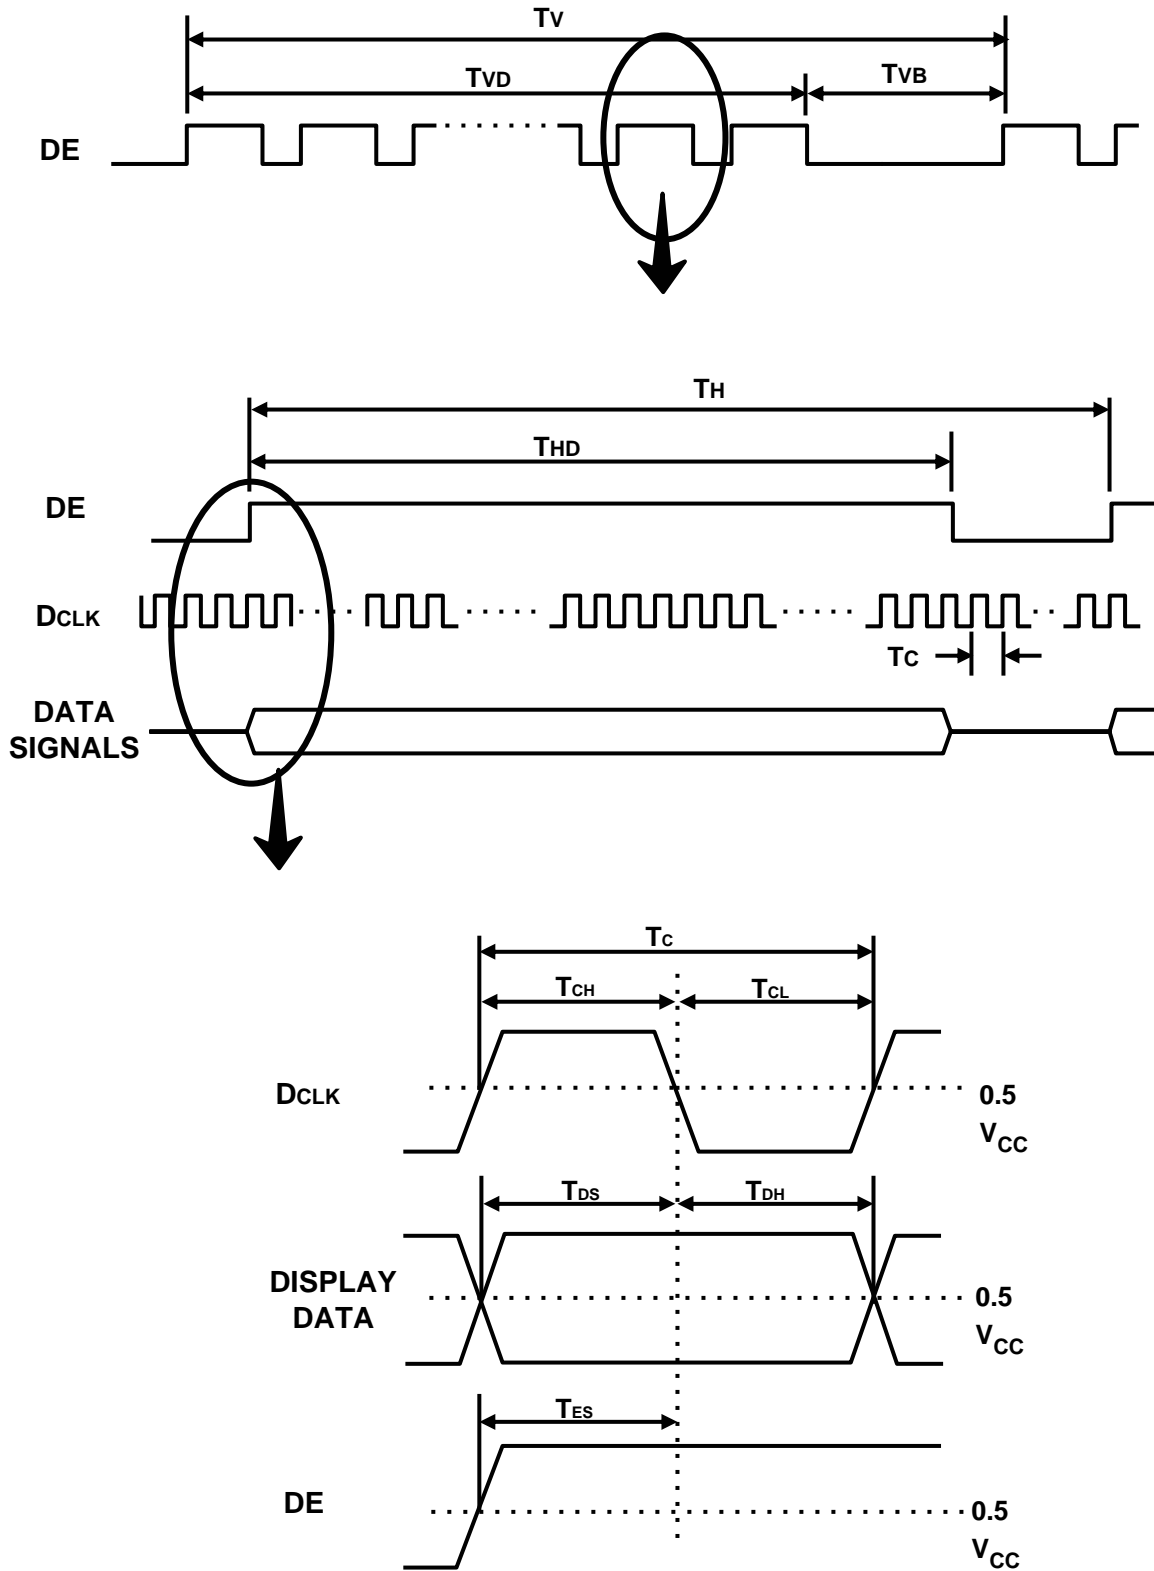 TV
TVD
TVB
DE
TH
THD
DE
DCLK
TC
DATA
SIGNALS
TC
TCH
TCL
DCLK
0.5
VCC
TDS
TDH
DISPLAY
DATA
0.5
VCC
TES
DE
0.5
VCC